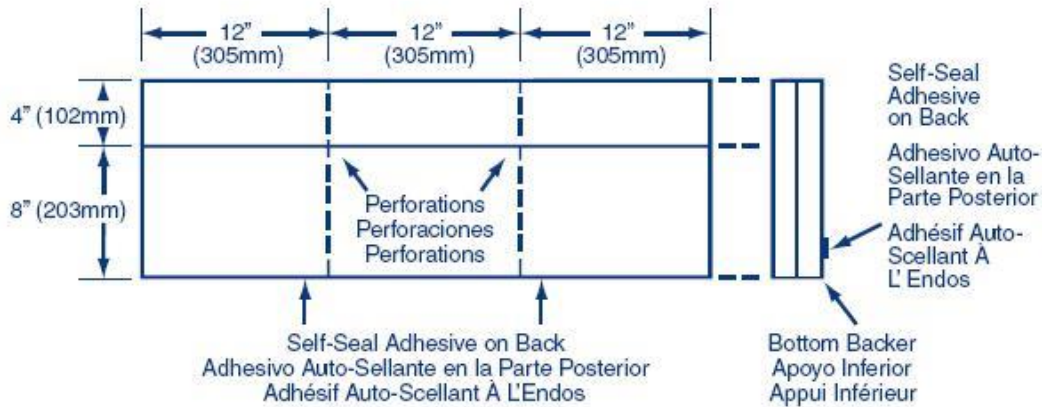 12” 12” 12”
(305mm) (305mm) (305mm)
4” (102mm)
8” (203mm)
Perforations
Perforaciones
Perforations
Self-Seal Adhesive on Back
Adhesivo Auto-Sellante en la Parte Posterior
Adhésif Auto-Scellant À L’Endos
Self-Seal
Adhesive
on Back
Adhesivo Auto-
Sellante en la
Parte Posterior
Adhésif Auto-
Scellant À
L’ Endos
Bottom Backer
Apoyo Inferior
Appui Inférieur